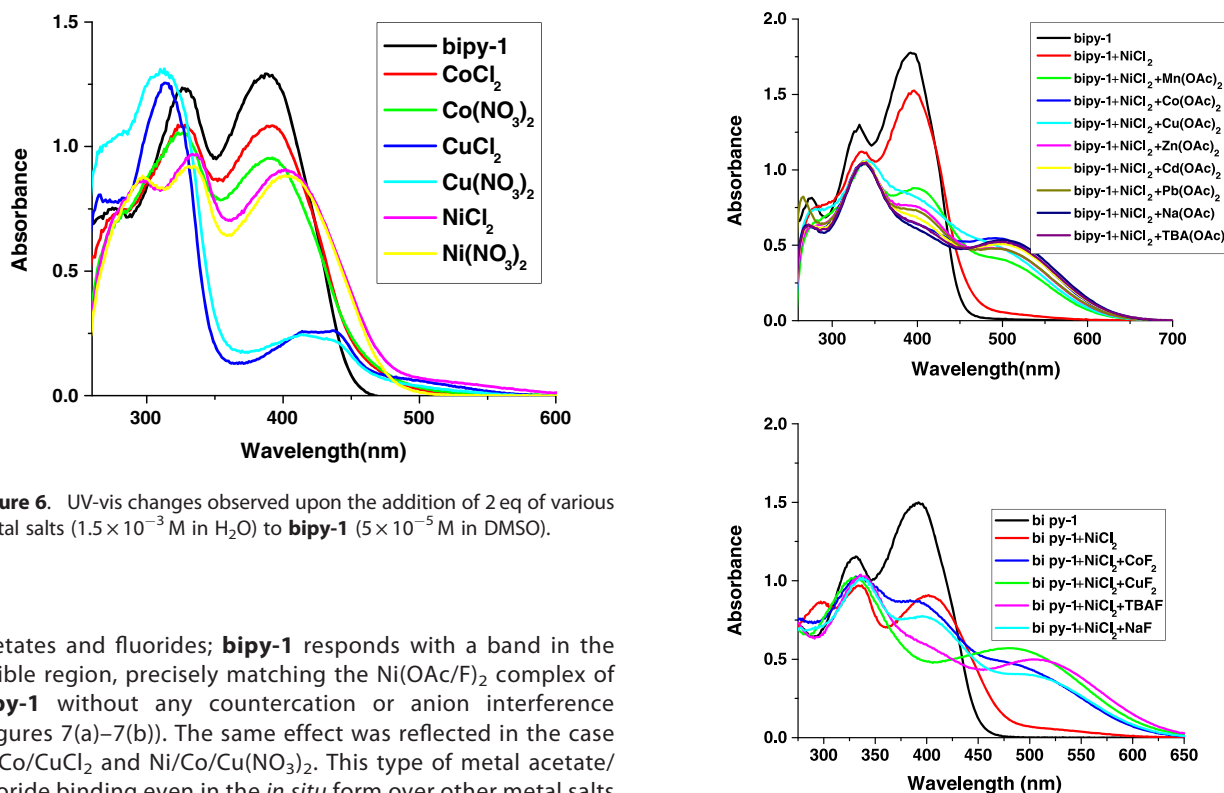 1.5
1.0
0.5
0.0
Absorbance
bipy-1
CoCl2
Co(NO3)2
CuCl2
Cu(NO3)2
NiCl2
Ni(NO3)2
300 400 500 600
Wavelength(nm)
ure 6. UV-vis changes observed upon the addition of 2 eq of various
tal salts (1.5 × 10−3 M in H2O) to bipy-1 (5 × 10−5 M in DMSO).
etates and fluorides; bipy-1 responds with a band in the
ible region, precisely matching the Ni(OAc/F)2 complex of
py-1 without any countercation or anion interference
gures 7(a)–7(b)). The same effect was reflected in the case
Co/CuCl2 and Ni/Co/Cu(NO3)2. This type of metal acetate/
oride binding even in the in situ form over other metal salts
2.0
1.5
1.0
0.5
0.0
Absorbance
bipy-1
bipy-1+NiCl2
bipy-1+NiCl2+Mn(OAc)2
bipy-1+NiCl2+Co(OAc)2
bipy-1+NiCl2+Cu(OAc)2
bipy-1+NiCl2+Zn(OAc)2
bipy-1+NiCl2+Cd(OAc)2
bipy-1+NiCl2+Pb(OAc)2
bipy-1+NiCl2+Na(OAc)
bipy-1+NiCl2+TBA(OAc)
300 400 500 600 700
Wavelength(nm)
2.0
1.5
1.0
0.5
0.0
Absorbance
bi py-1
bi py-1+NiCl2
bi py-1+NiCl2+CoF2
bi py-1+NiCl2+CuF2
bi py-1+NiCl2+TBAF
bi py-1+NiCl2+NaF
300 350 400 450 500 550 600 650
Wavelength (nm)